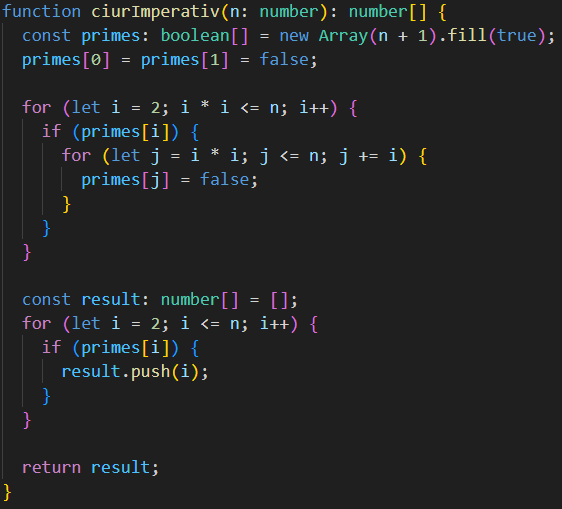 function ciurImperativ(n: number): number[] {
  const primes: boolean[] = new Array(n + 1).fill(true);
  primes[0] = primes[1] = false;

  for (let i = 2; i * i <= n; i++) {
    if (primes[i]) {
      for (let j = i * i; j <= n; j += i) {
        primes[j] = false;
      }
    }
  }

  const result: number[] = [];
  for (let i = 2; i <= n; i++) {
    if (primes[i]) {
      result.push(i);
    }
  }

  return result;
}